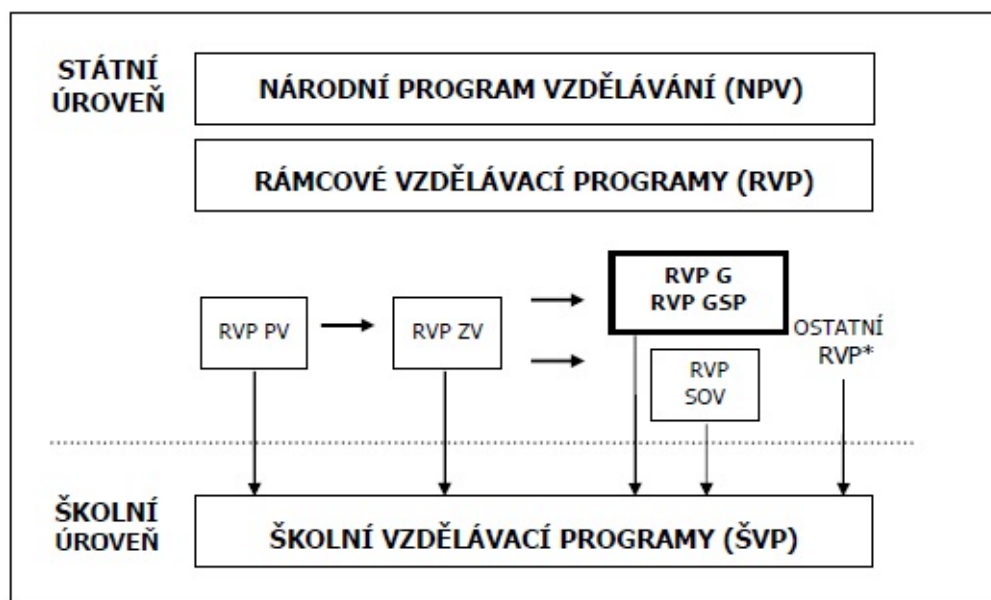 STÁTNÍ
ÚROVEŇ
NÁRODNÍ PROGRAM VZDĚLÁVÁNÍ (NPV)
RÁMCOVÉ VZDĚLÁVACÍ PROGRAMY (RVP)
RVP PV
RVP ZV
RVP G
RVP GSP
RVP
SOV
OSTATNÍ
RVP*
ŠKOLNÍ
ÚROVEŇ
ŠKOLNÍ VZDĚLÁVACÍ PROGRAMY (ŠVP)